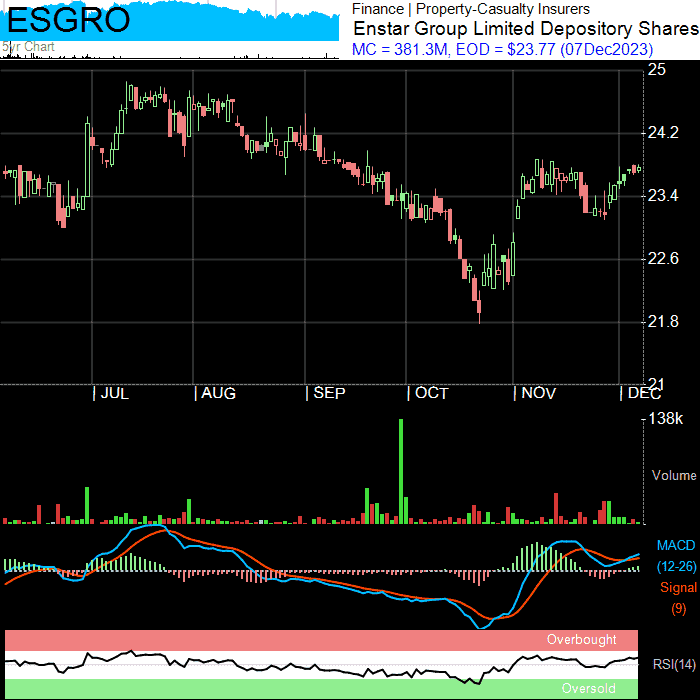 ESGRO
5yr Chart
Finance | Property-Casualty Insurers
Enstar Group Limited Depository Shares
MC = 381.3M, EOD = $23.77 (07Dec2023)
25
24.2
23.4
22.6
21.8
21
| JUL | AUG | SEP | OCT | NOV | DEC
138k
Volume
MACD
(12-26)
Signal
(9)
Overbought
RSI(14)
Oversold